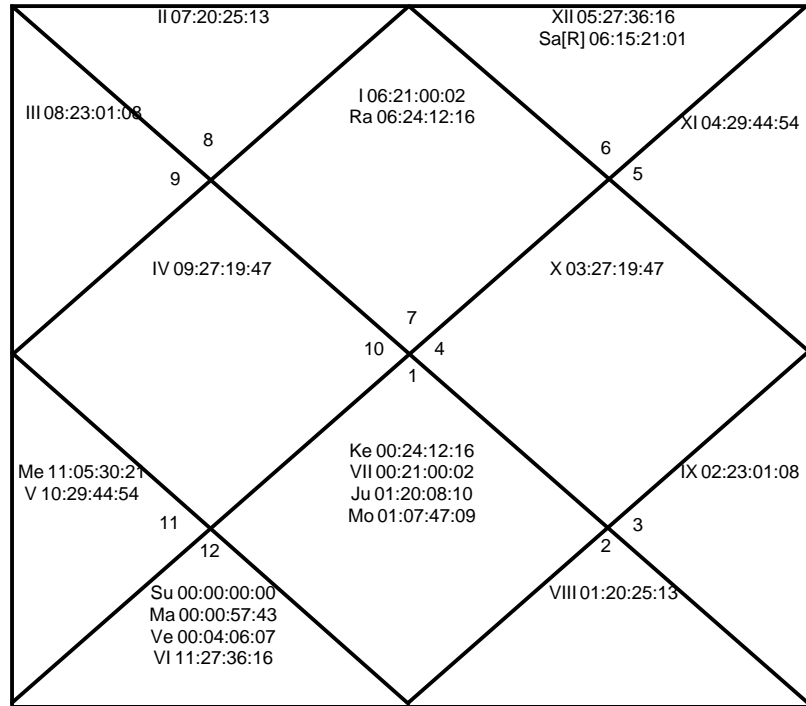 II 07:20:25:13
XII 05:27:36:16
Sa[R] 06:15:21:01
I 06:21:00:02
Ra 06:24:12:16
III 08:23:01:08
XI 04:29:44:54
8
6
9
5
IV 09:27:19:47
X 03:27:19:47
7
10
4
1
Ke 00:24:12:16
VII 00:21:00:02
Ju 01:20:08:10
Mo 01:07:47:09
Me 11:05:30:21
V 10:29:44:54
IX 02:23:01:08
11
3
12
2
Su 00:00:00:00
Ma 00:00:57:43
Ve 00:04:06:07
VI 11:27:36:16
VIII 01:20:25:13